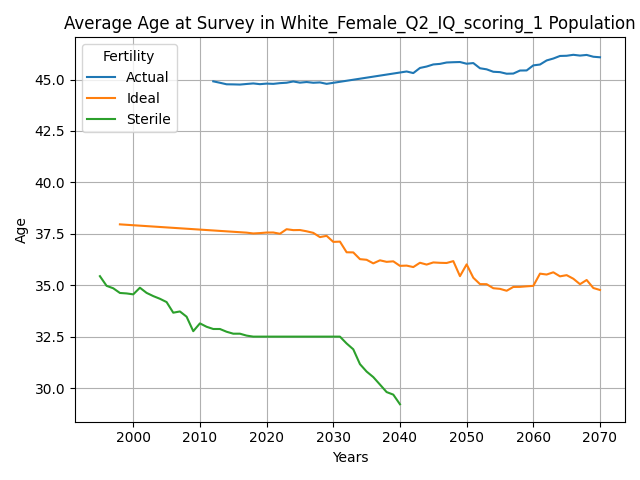 Average Age at Survey in White_Female_Q2_IQ_scoring_1 Population
Fertility
Actual
Ideal
Sterile
45.0
42.5
40.0
37.5
35.0
32.5
30.0
Age
2000 2010 2020 2030 2040 2050 2060 2070
Years